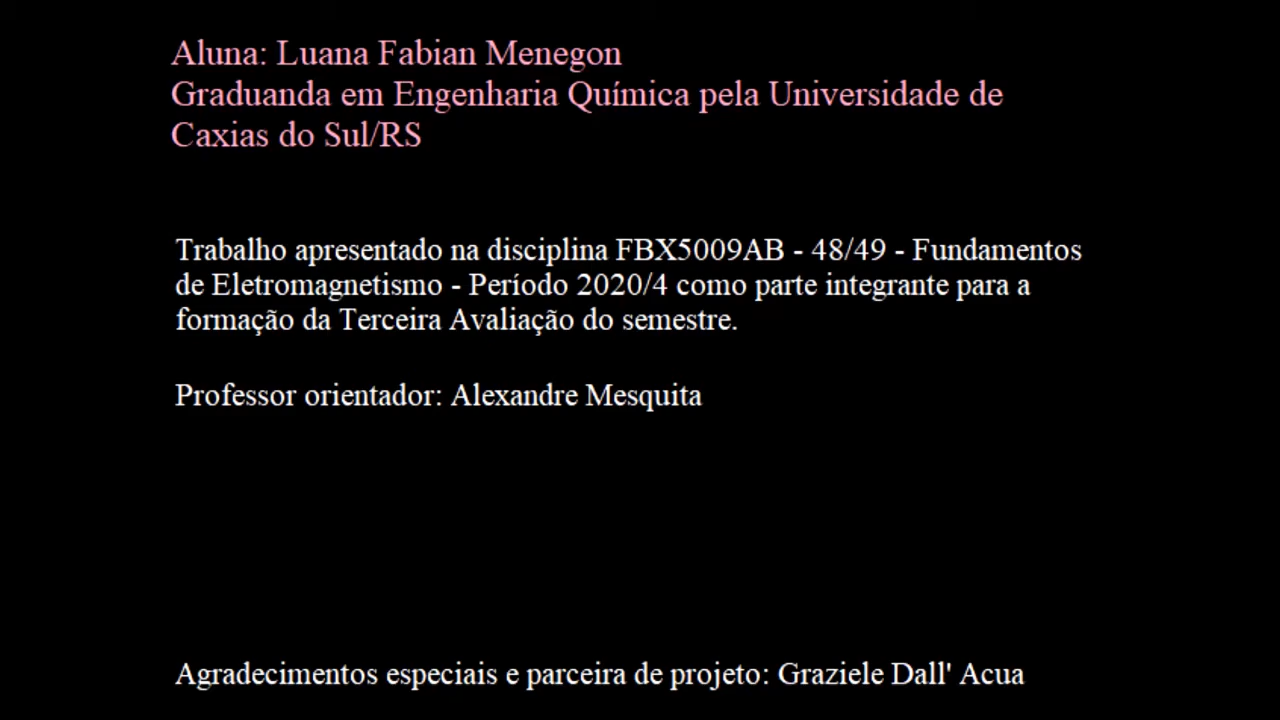 Aluna: Luana Fabian Menegon
Graduanda em Engenharia Química pela Universidade de
Caxias do Sul/RS
Trabalho apresentado na disciplina FBX5009AB - 48/49 - Fundamentos
de Eletromagnetismo - Período 2020/4 como parte integrante para a
formação da Terceira Avaliação do semestre.
Professor orientador: Alexandre Mesquita
Agradecimentos especiais e parceira de projeto: Graziele Dall' Acua